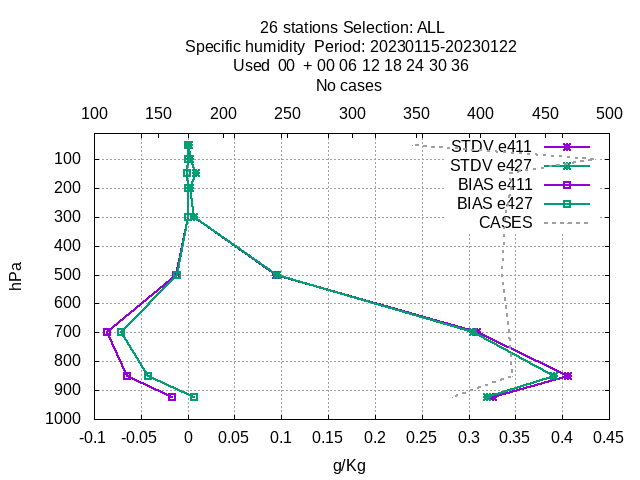 26 stations Selection: ALL
Specific humidity  Period: 20230115-20230122
Used  00  + 00 06 12 18 24 30 36
No cases
100 150 200 250 300 350 400 450 500
STDV e411
STDV e427
BIAS e411
BIAS e427
CASES
100
200
300
400
500
600
700
800
900
1000
hPa
-0.1 -0.05 0 0.05 0.1 0.15 0.2 0.25 0.3 0.35 0.4 0.45
g/Kg